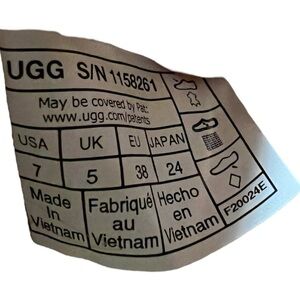 UGG S/N 1158261
May be covered by Pat:
www.ugg.com/patents
USA UK EU JAPAN
7 5 38 24
Made In Vietnam
Fabriqué au Vietnam
Hecho en Vietnam
F20024E